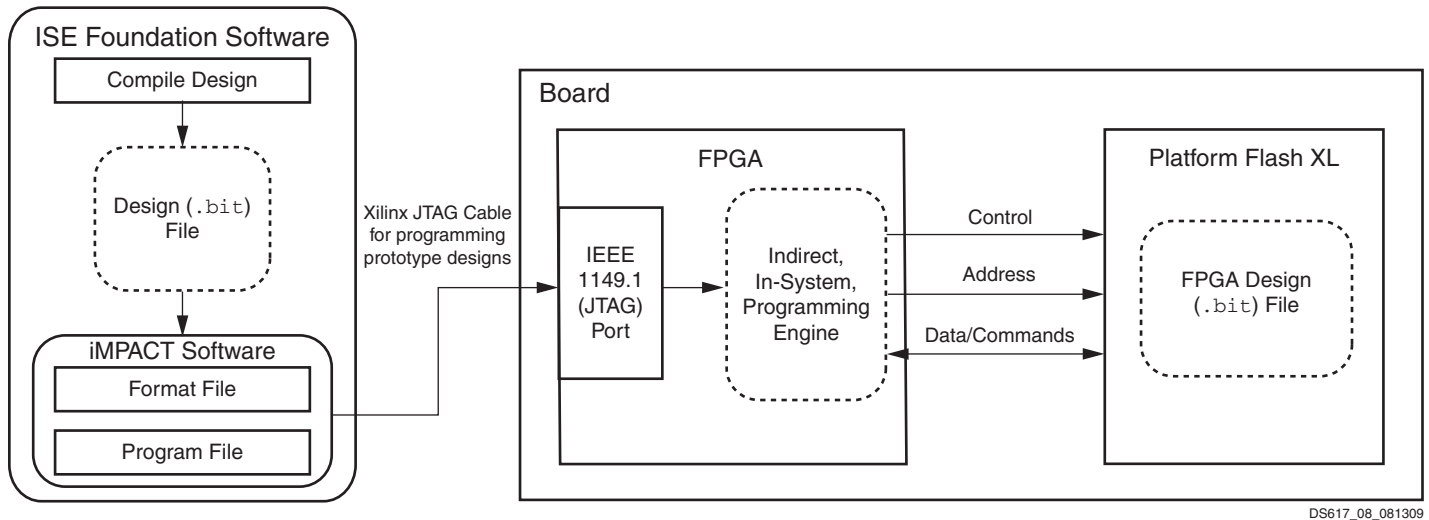 ISE Foundation Software
Compile Design
Design (.bit)
File
iMPACT Software
Format File
Program File
Xilinx JTAG Cable
for programming
prototype designs
Board
FPGA
IEEE
1149.1
(JTAG)
Port
Indirect,
In-System,
Programming
Engine
Control
Address
Data/Commands
Platform Flash XL
FPGA Design
(.bit) File
DS617_08_081309